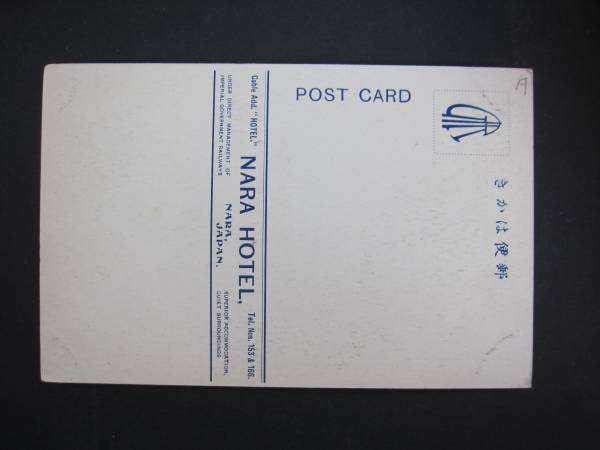 POST CARD
きかは便郵
Cable Add. "HOTEL."
NARA HOTEL,
Tel. Nos. 153 & 166.
UNDER DIRECT MANAGEMENT OF
IMPERIAL GOVERNMENT RAILWAYS
NARA,
JAPAN.
SUPERIOR ACCOMMODATION,
QUIET SURROUNDINGS